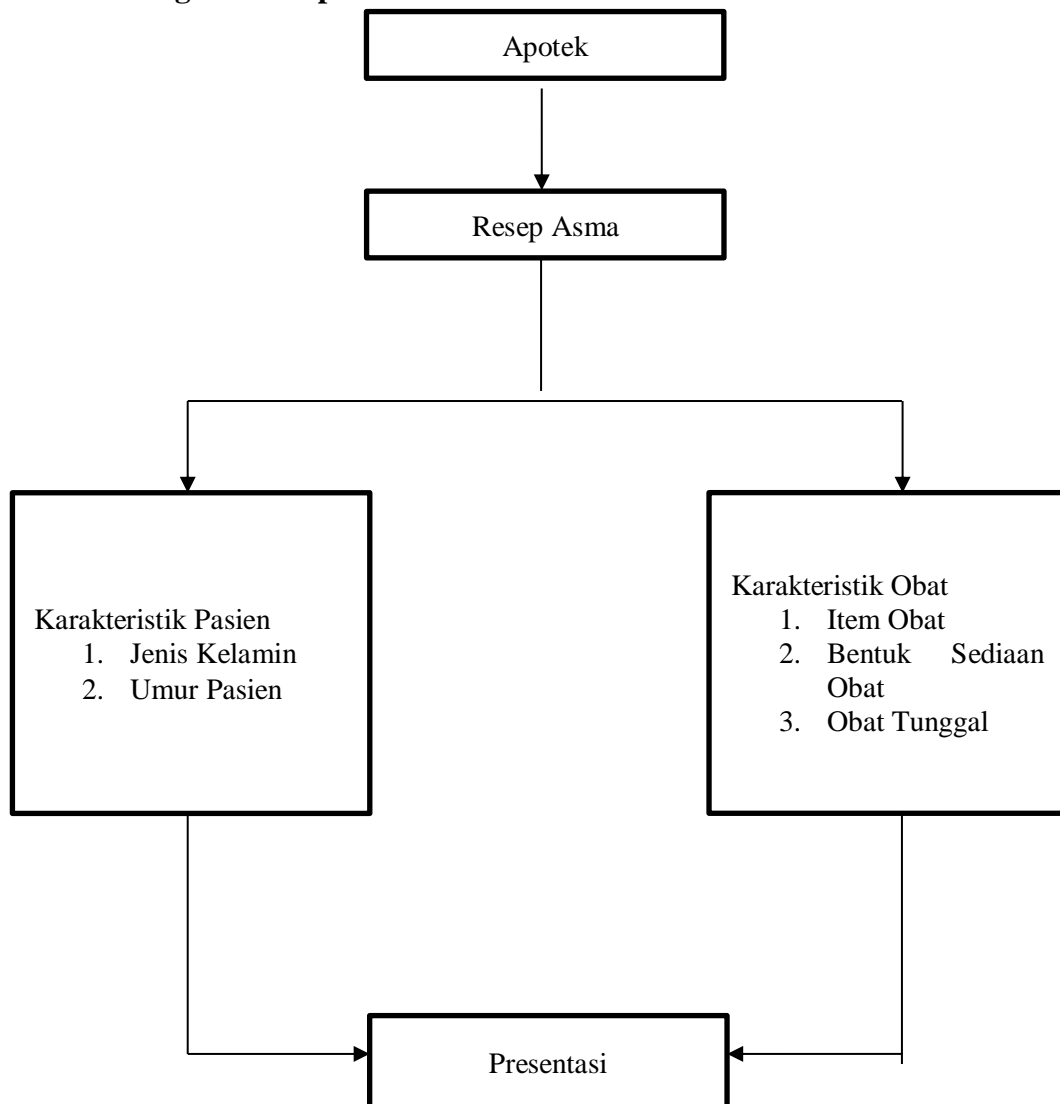 Apotek
Resep Asma
Karakteristik Pasien
1. Jenis Kelamin
2. Umur Pasien
Karakteristik Obat
1. Item Obat
2. Bentuk Sediaan
Obat
3. Obat Tunggal
Presentasi